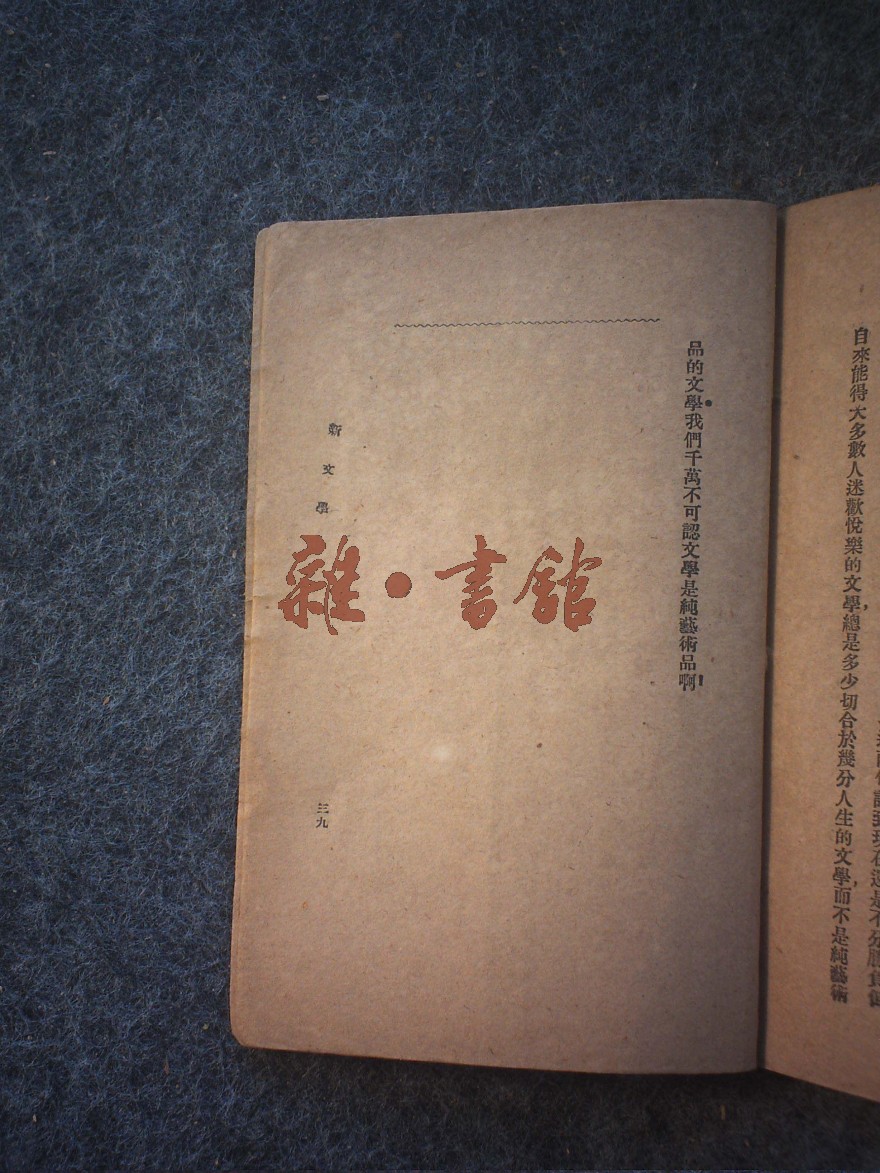 自來能得大多數人迷歡悅樂的文學,總是多少切合於幾分人生的文學,而不是純藝術
品的文學•我們千萬不可認文學是純藝術品啊!
新文學
三九
雜•書館